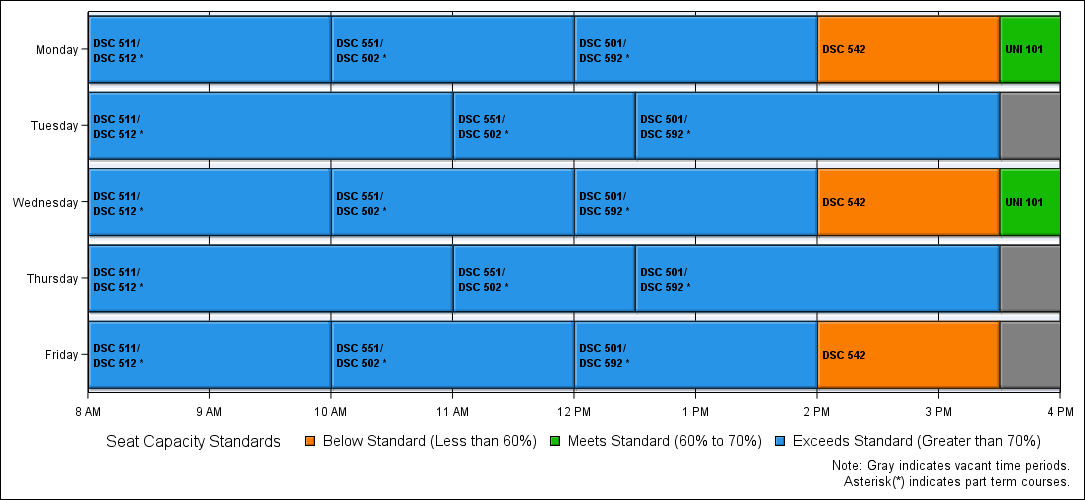 Monday
DSC 511/
DSC 512 *
DSC 551/
DSC 502 *
DSC 501/
DSC 592 *
DSC 542
UNI 101
Tuesday
DSC 511/
DSC 512 *
DSC 551/
DSC 502 *
DSC 501/
DSC 592 *
Wednesday
DSC 511/
DSC 512 *
DSC 551/
DSC 502 *
DSC 501/
DSC 592 *
DSC 542
UNI 101
Thursday
DSC 511/
DSC 512 *
DSC 551/
DSC 502 *
DSC 501/
DSC 592 *
Friday
DSC 511/
DSC 512 *
DSC 551/
DSC 502 *
DSC 501/
DSC 592 *
DSC 542
8 AM 9 AM 10 AM 11 AM 12 PM 1 PM 2 PM 3 PM 4 PM
Seat Capacity Standards Below Standard (Less than 60%) Meets Standard (60% to 70%) Exceeds Standard (Greater than 70%)
Note: Gray indicates vacant time periods.
Asterisk(*) indicates part term courses.